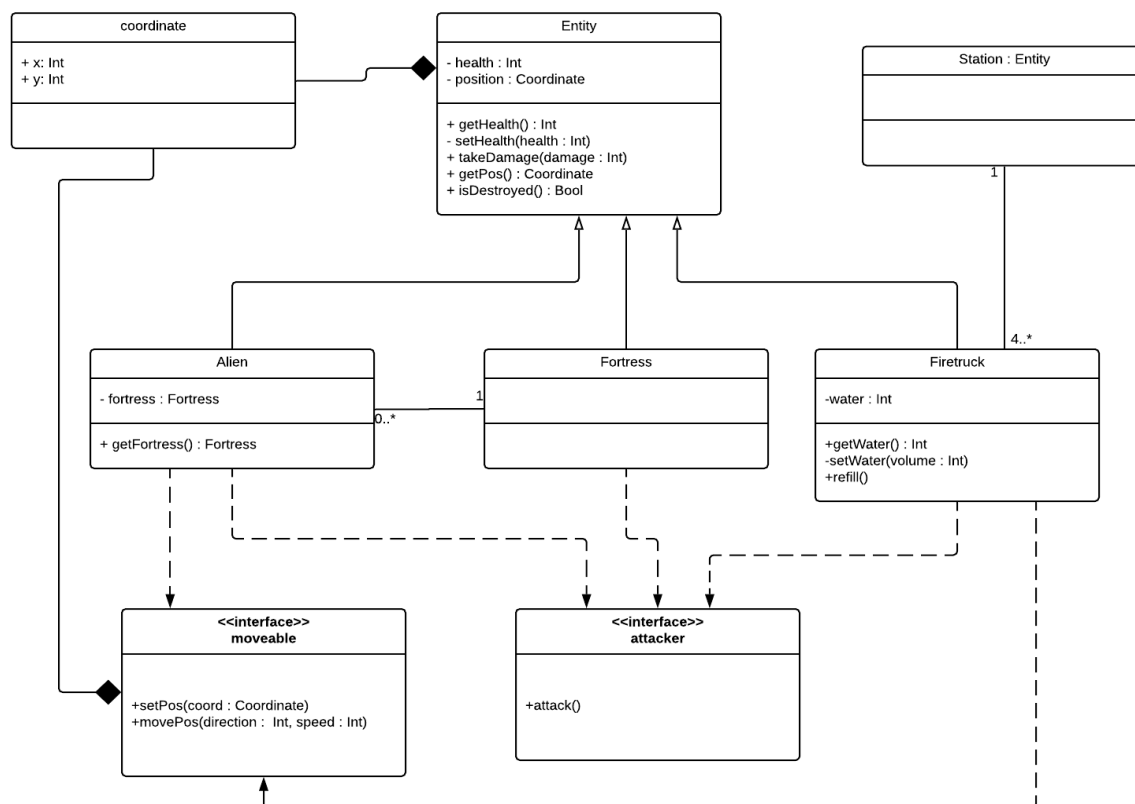 coordinate
+ x: Int
+ y: Int
Entity
- health : Int
- position : Coordinate
+ getHealth() : Int
- setHealth(health : Int)
+ takeDamage(damage : Int)
+ getPos() : Coordinate
+ isDestroyed() : Bool
Station : Entity
1
4..*
Alien
- fortress : Fortress
+ getFortress() : Fortress
0..*
1
Fortress
Firetruck
-water : Int
+getWater() : Int
-setWater(volume : Int)
+refill()
<<interface>>
moveable
+setPos(coord : Coordinate)
+movePos(direction :  Int, speed : Int)
<<interface>>
attacker
+attack()